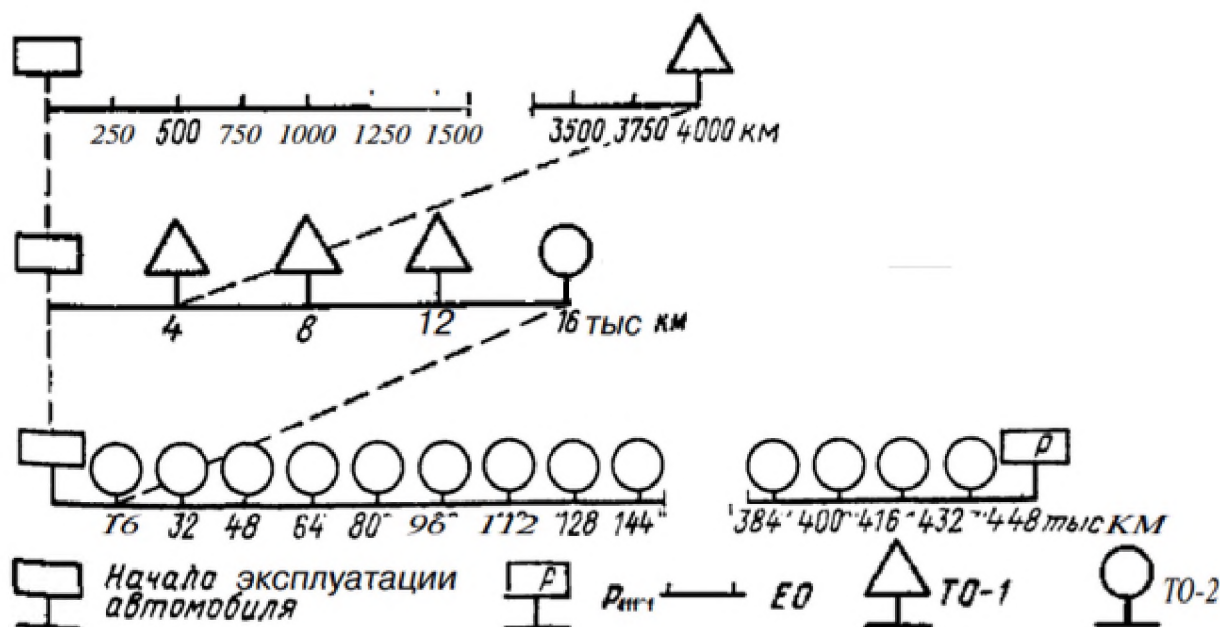 250 500 750 1000 1250 1500 3500 3750 4000 км
4 8 12 16 тыс км
Р
16 32 48 64 80 96 112 128 144 384 400 416 432 448 тыс КМ
Начало эксплуатации
автомобиля
Р
ЕО
ТО-1
ТО-2